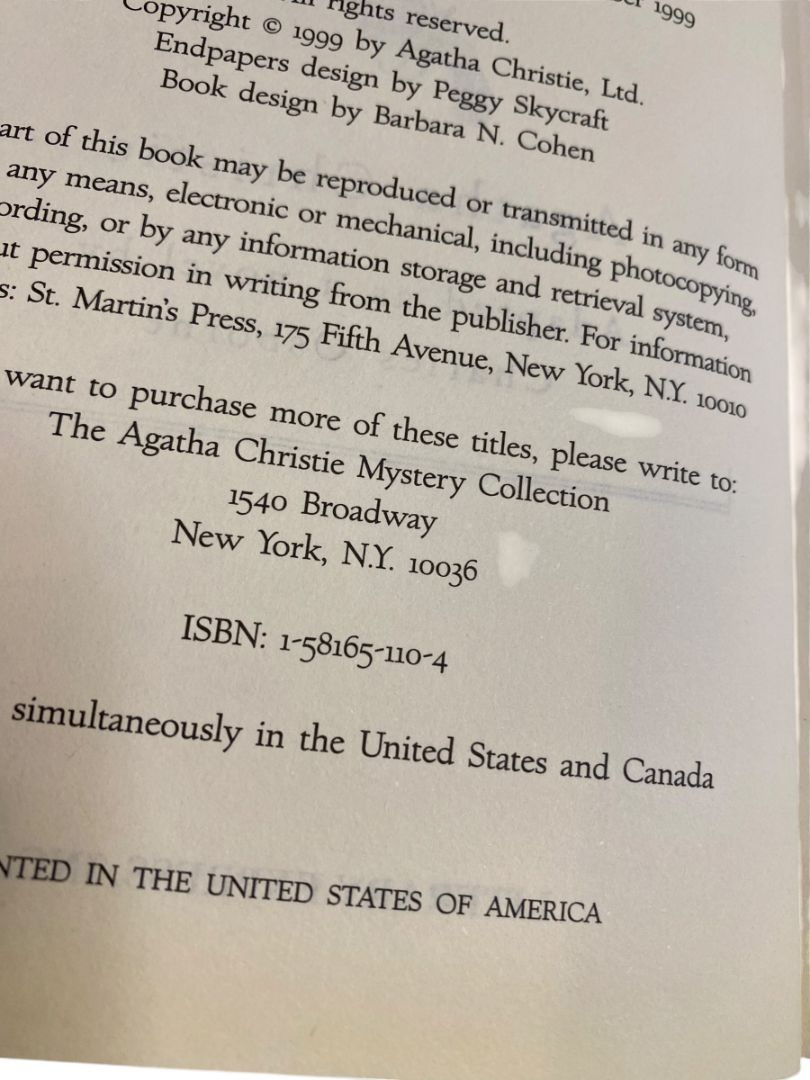 1999
rights reserved.
Copyright © 1999 by Agatha Christie, Ltd.
Endpapers design by Peggy Skycraft
Book design by Barbara N. Cohen
art of this book may be reproduced or transmitted in any form
any means, electronic or mechanical, including photocopying,
ording, or by any information storage and retrieval system,
ut permission in writing from the publisher. For information
s: St. Martin's Press, 175 Fifth Avenue, New York, N.Y. 10010
want to purchase more of these titles, please write to:
The Agatha Christie Mystery Collection
1540 Broadway
New York, N.Y. 10036
ISBN: 1-58165-110-4
simultaneously in the United States and Canada
NTED IN THE UNITED STATES OF AMERICA